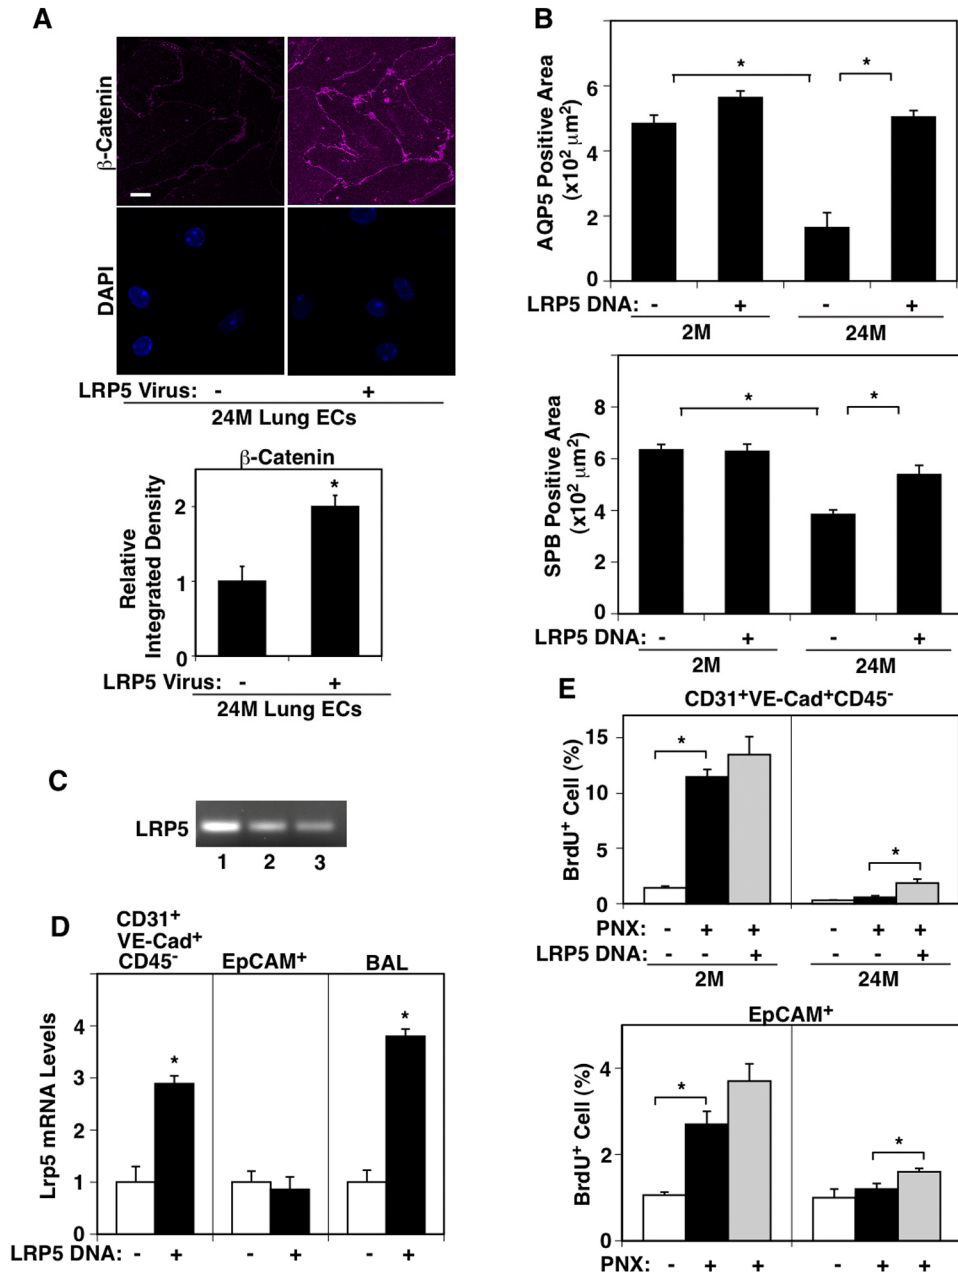 A
β-Catenin
DAPI
LRP5 Virus: - +
24M Lung ECs
β-Catenin
Relative
Integrated Density
2
1
0
*
LRP5 Virus: - +
24M Lung ECs
B
AQP5 Positive Area
(x10² μm²)
6
4
2
0
* *
LRP5 DNA: - + - +
2M 24M
SPB Positive Area
(x10² μm²)
8
6
4
2
0
* *
LRP5 DNA: - + - +
2M 24M
C
LRP5
1 2 3
D
CD31⁺
VE-Cad⁺
CD45⁻ EpCAM⁺ BAL
Lrp5 mRNA Levels
4
3
2
1
0
* *
LRP5 DNA: - + - + - +
E
CD31⁺VE-Cad⁺CD45⁻
BrdU⁺ Cell (%)
15
10
5
0
* *
PNX: - + + - + +
LRP5 DNA: - - + - - +
2M 24M
EpCAM⁺
BrdU⁺ Cell (%)
4
2
0
* *
PNX: - + + - + +